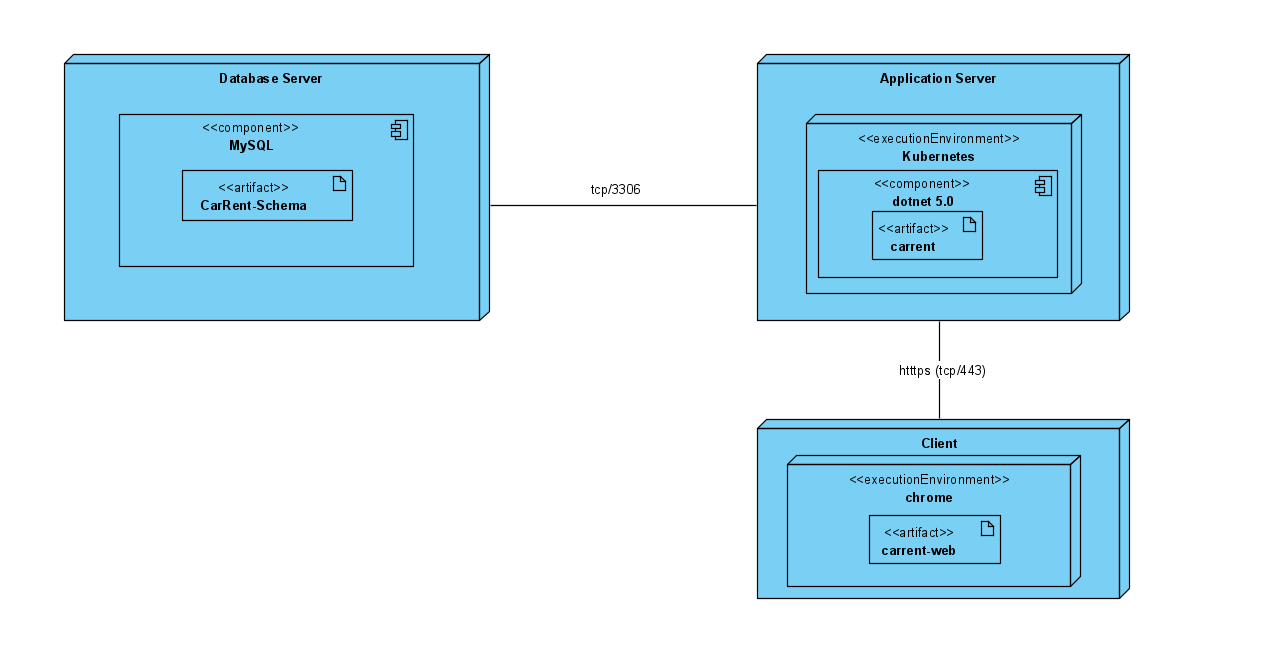 Database Server
<<component>>
MySQL
<<artifact>>
CarRent-Schema
tcp/3306
Application Server
<<executionEnvironment>>
Kubernetes
<<component>>
dotnet 5.0
<<artifact>>
carrent
htttps (tcp/443)
Client
<<executionEnvironment>>
chrome
<<artifact>>
carrent-web